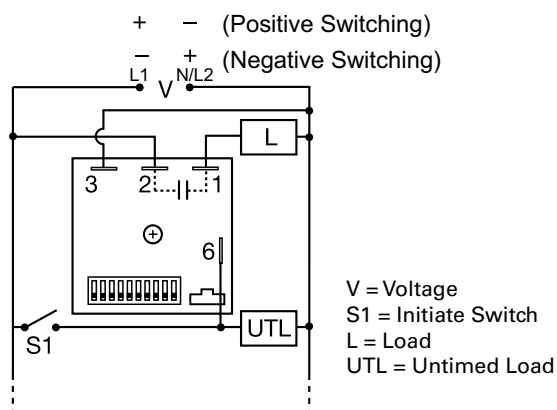 + − (Positive Switching)
− + (Negative Switching)
L1 V N/L2
L
3 2 1
6
UTL
S1
V = Voltage
S1 = Initiate Switch
L = Load
UTL = Untimed Load